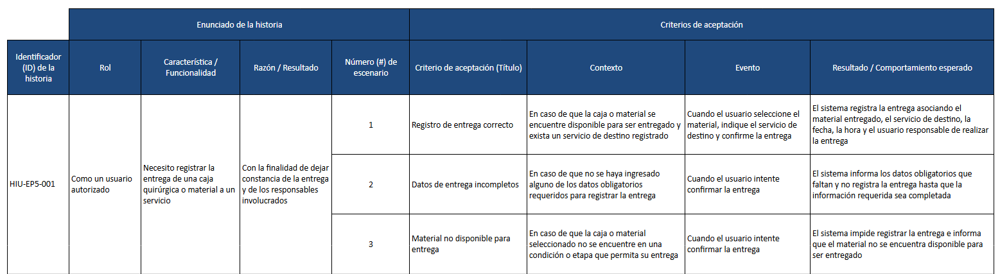 Enunciado de la historia
Criterios de aceptación
Identificador
(ID) de la
historia
Rol
Característica /
Funcionalidad
Razón / Resultado
Número (#) de
escenario
Criterio de aceptación (Título)
Contexto
Evento
Resultado / Comportamiento esperado
HIU-EP5-001
Como un usuario
autorizado
Necesito registrar la
entrega de una caja
quirúrgica o material a un
servicio
Con la finalidad de dejar
constancia de la entrega
y de los responsables
involucrados
1
Registro de entrega correcto
En caso de que la caja o material se
encuentre disponible para ser entregado y
exista un servicio de destino registrado
Cuando el usuario seleccione el
material, indique el servicio de
destino y confirme la entrega
El sistema registra la entrega asociando el
material entregado, el servicio de destino, la
fecha, la hora y el usuario responsable de realizar
la entrega
2
Datos de entrega incompletos
En caso de que no se haya ingresado
alguno de los datos obligatorios
requeridos para registrar la entrega
Cuando el usuario intente
confirmar la entrega
El sistema informa los datos obligatorios que
faltan y no registra la entrega hasta que la
información requerida sea completada
3
Material no disponible para
entrega
En caso de que la caja o material
seleccionado no se encuentre en una
condición o etapa que permita su entrega
Cuando el usuario intente
confirmar la entrega
El sistema impide registrar la entrega e informa
que el material no se encuentra disponible para
ser entregado